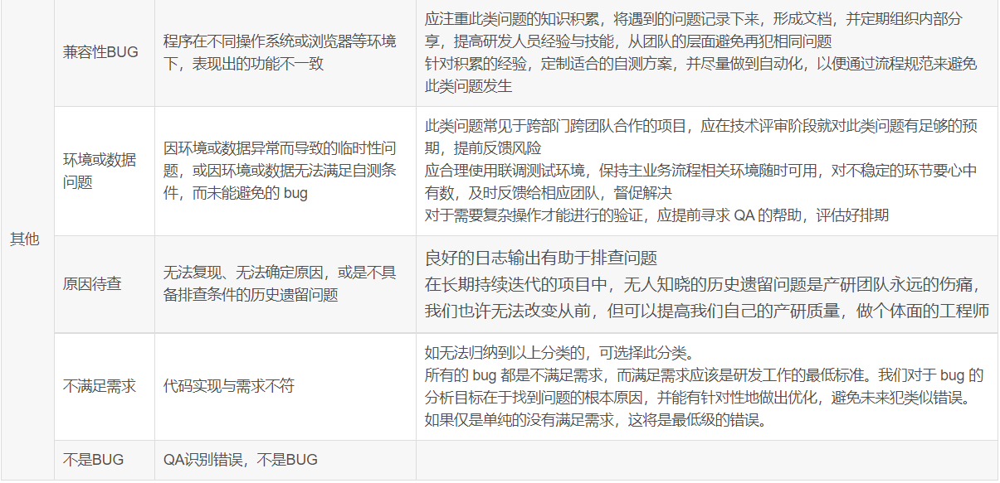 其他
兼容性BUG
程序在不同操作系统或浏览器等环境
下，表现出的功能不一致
应注重此类问题的知识积累，将遇到的问题记录下来，形成文档，并定期组织内部分
享，提高研发人员经验与技能，从团队的层面避免再犯相同问题
针对积累的经验，定制适合的自测方案，并尽量做到自动化，以便通过流程规范来避免
此类问题发生
环境或数据
问题
因环境或数据异常而导致的临时性问
题，或因环境或数据无法满足自测条
件，而未能避免的 bug
此类问题常见于跨部门跨团队合作的项目，应在技术评审阶段就对此类问题有足够的预
期，提前反馈风险
应合理使用联调测试环境，保持主业务流程相关环境随时可用，对不稳定的环节要心中
有数，及时反馈给相应团队，督促解决
对于需要复杂操作才能进行的验证，应提前寻求 QA 的帮助，评估好排期
原因待查
无法复现、无法确定原因，或是不具
备排查条件的历史遗留问题
良好的日志输出有助于排查问题
在长期持续迭代的项目中，无人知晓的历史遗留问题是产研团队永远的伤痛，
我们也许无法改变从前，但可以提高我们自己的产研质量，做个体面的工程师
不满足需求
代码实现与需求不符
如无法归纳到以上分类的，可选择此分类。
所有的 bug 都是不满足需求，而满足需求应该是研发工作的最低标准。我们对于 bug 的
分析目标在于找到问题的根本原因，并能有针对性地做出优化，避免未来犯类似错误。
如果仅是单纯的没有满足需求，这将是最低级的错误。
不是BUG
QA识别错误，不是BUG